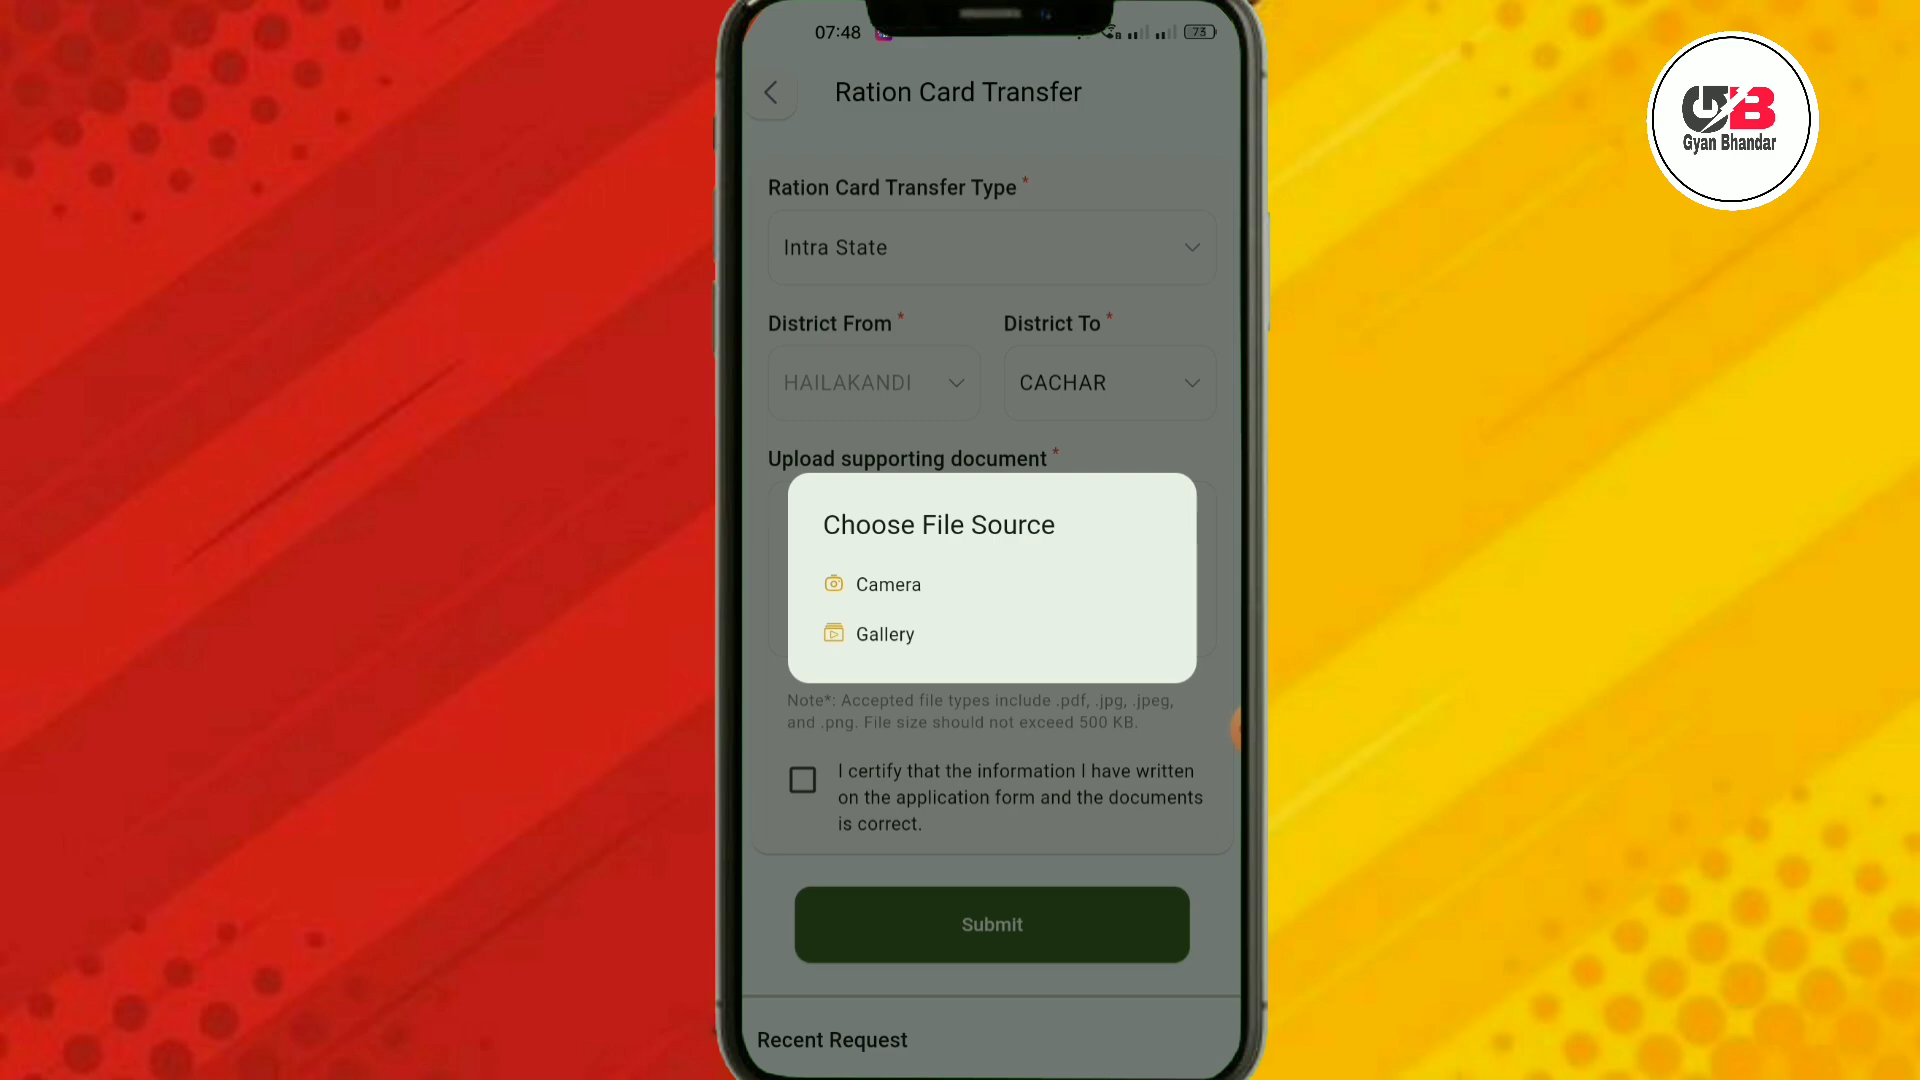 07:48
73
Ration Card Transfer
GB
Gyan Bhandar
Ration Card Transfer Type *
Intra State
District From *
District To *
HAILAKANDI
CACHAR
Upload supporting document *
Choose File Source
Camera
Gallery
Note*: Accepted file types include .pdf, .jpg, .jpeg,
and .png. File size should not exceed 500 KB.
I certify that the information I have written
on the application form and the documents
is correct.
Submit
Recent Request